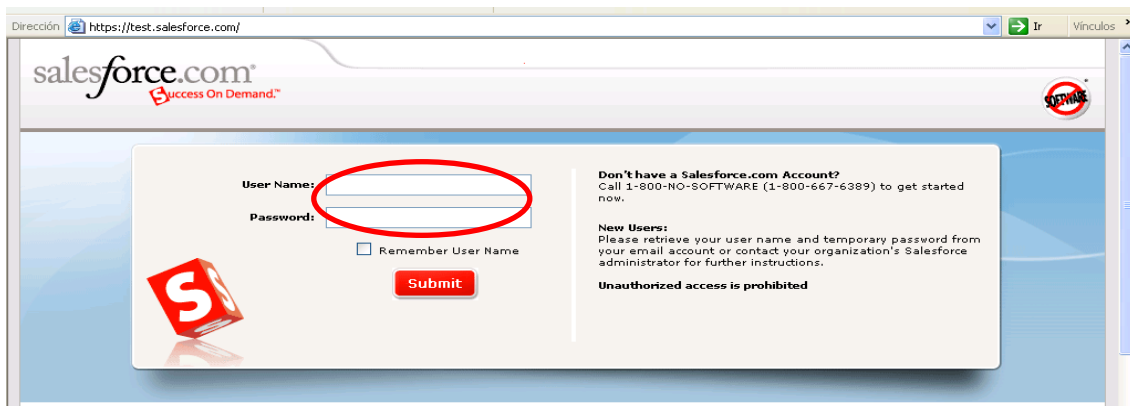 Dirección https://test.salesforce.com/ Ir Vínculos
salesforce.com
Success On Demand.™
SOFTWARE
User Name:
Password:
Remember User Name
Submit
Don't have a Salesforce.com Account?
Call 1-800-NO-SOFTWARE (1-800-667-6389) to get started
now.
New Users:
Please retrieve your user name and temporary password from
your email account or contact your organization's Salesforce
administrator for further instructions.
Unauthorized access is prohibited
S
S
S